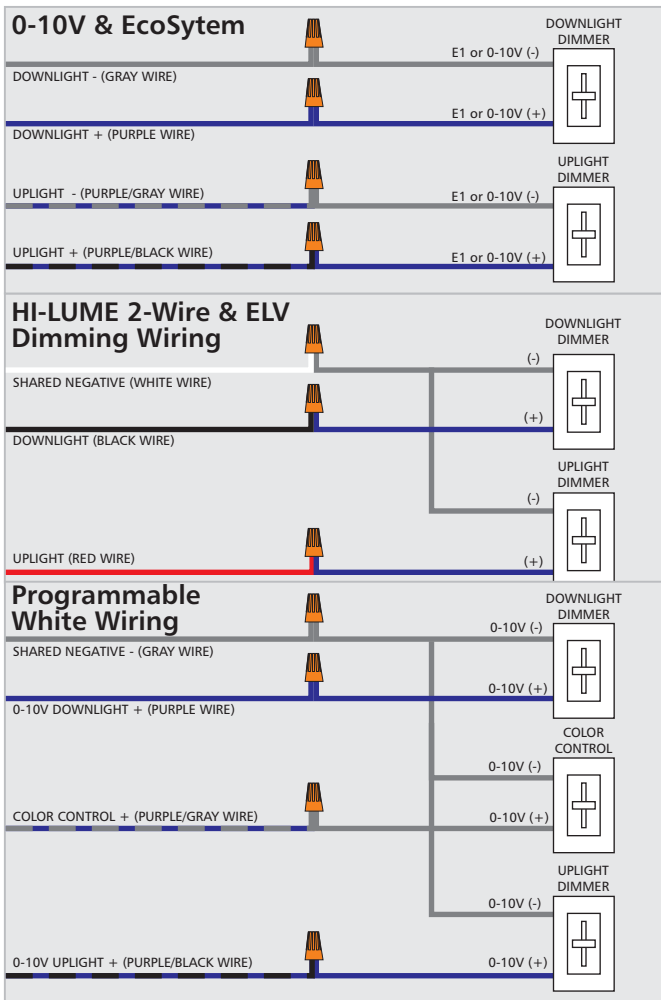 0-10V & EcoSytem
DOWNLIGHT
DIMMER
E1 or 0-10V (-)
DOWNLIGHT - (GRAY WIRE)
E1 or 0-10V (+)
DOWNLIGHT + (PURPLE WIRE)
UPLIGHT
DIMMER
UPLIGHT - (PURPLE/GRAY WIRE)
E1 or 0-10V (-)
UPLIGHT + (PURPLE/BLACK WIRE)
E1 or 0-10V (+)
HI-LUME 2-Wire & ELV
Dimming Wiring
DOWNLIGHT
DIMMER
(-)
SHARED NEGATIVE (WHITE WIRE)
(+)
DOWNLIGHT (BLACK WIRE)
UPLIGHT
DIMMER
(-)
UPLIGHT (RED WIRE)
(+)
Programmable
White Wiring
DOWNLIGHT
DIMMER
0-10V (-)
SHARED NEGATIVE - (GRAY WIRE)
0-10V (+)
0-10V DOWNLIGHT + (PURPLE WIRE)
COLOR
CONTROL
0-10V (-)
COLOR CONTROL + (PURPLE/GRAY WIRE)
0-10V (+)
UPLIGHT
DIMMER
0-10V (-)
0-10V UPLIGHT + (PURPLE/BLACK WIRE)
0-10V (+)